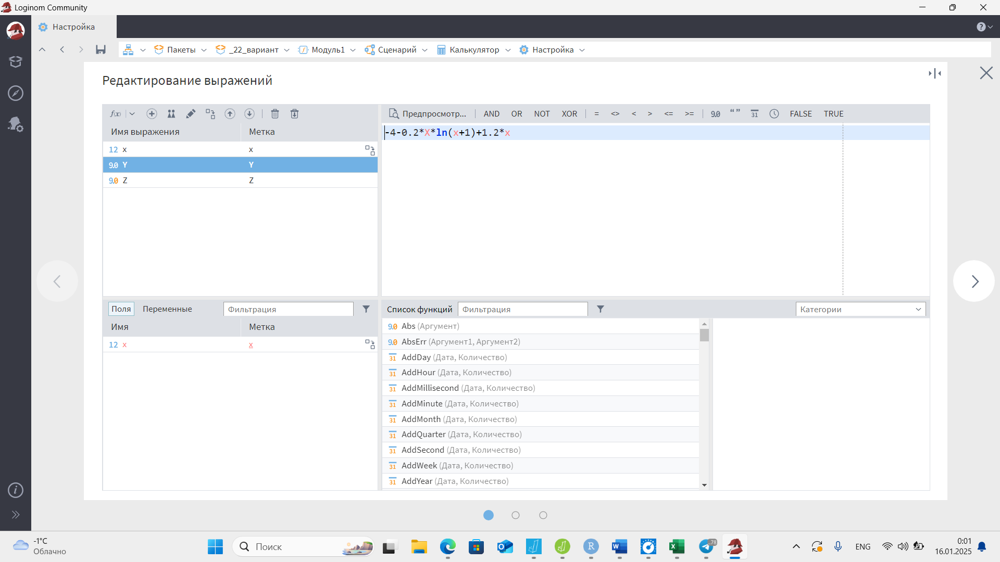 Loginom Community
Настройка
Пакеты
_22_вариант
Модуль1
Сценарий
Калькулятор
Настройка
Редактирование выражений
f(x)
Предпросмотр... AND OR NOT XOR = <> < > <= >= 9.0 “ ” 31 FALSE TRUE
Имя выражения Метка
-4-0.2*X*ln(x+1)+1.2*x
12 x x
9.0 Y Y
9.0 Z Z
Поля Переменные Фильтрация
Имя Метка
12 x x
Список функций Фильтрация Категории
9.0 Abs (Аргумент)
9.0 AbsErr (Аргумент1, Аргумент2)
31 AddDay (Дата, Количество)
31 AddHour (Дата, Количество)
31 AddMillisecond (Дата, Количество)
31 AddMinute (Дата, Количество)
31 AddMonth (Дата, Количество)
31 AddQuarter (Дата, Количество)
31 AddSecond (Дата, Количество)
31 AddWeek (Дата, Количество)
31 AddYear (Дата, Количество)
-1°C
Облачно
Поиск
..78
ENG
0:01
16.01.2025